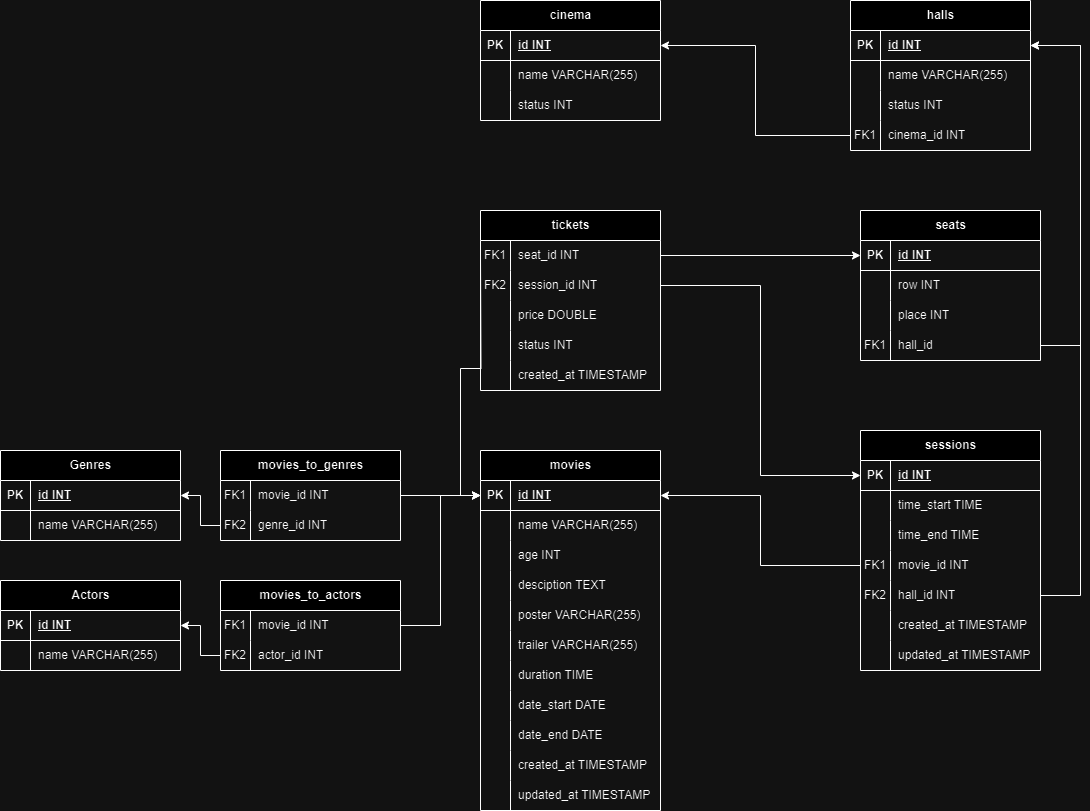 cinema
PK id INT
name VARCHAR(255)
status INT
halls
PK id INT
name VARCHAR(255)
status INT
FK1 cinema_id INT
tickets
FK1 seat_id INT
FK2 session_id INT
price DOUBLE
status INT
created_at TIMESTAMP
seats
PK id INT
row INT
place INT
FK1 hall_id
Genres
PK id INT
name VARCHAR(255)
movies_to_genres
FK1 movie_id INT
FK2 genre_id INT
movies
PK id INT
name VARCHAR(255)
age INT
desciption TEXT
poster VARCHAR(255)
trailer VARCHAR(255)
duration TIME
date_start DATE
date_end DATE
created_at TIMESTAMP
updated_at TIMESTAMP
sessions
PK id INT
time_start TIME
time_end TIME
FK1 movie_id INT
FK2 hall_id INT
created_at TIMESTAMP
updated_at TIMESTAMP
Actors
PK id INT
name VARCHAR(255)
movies_to_actors
FK1 movie_id INT
FK2 actor_id INT